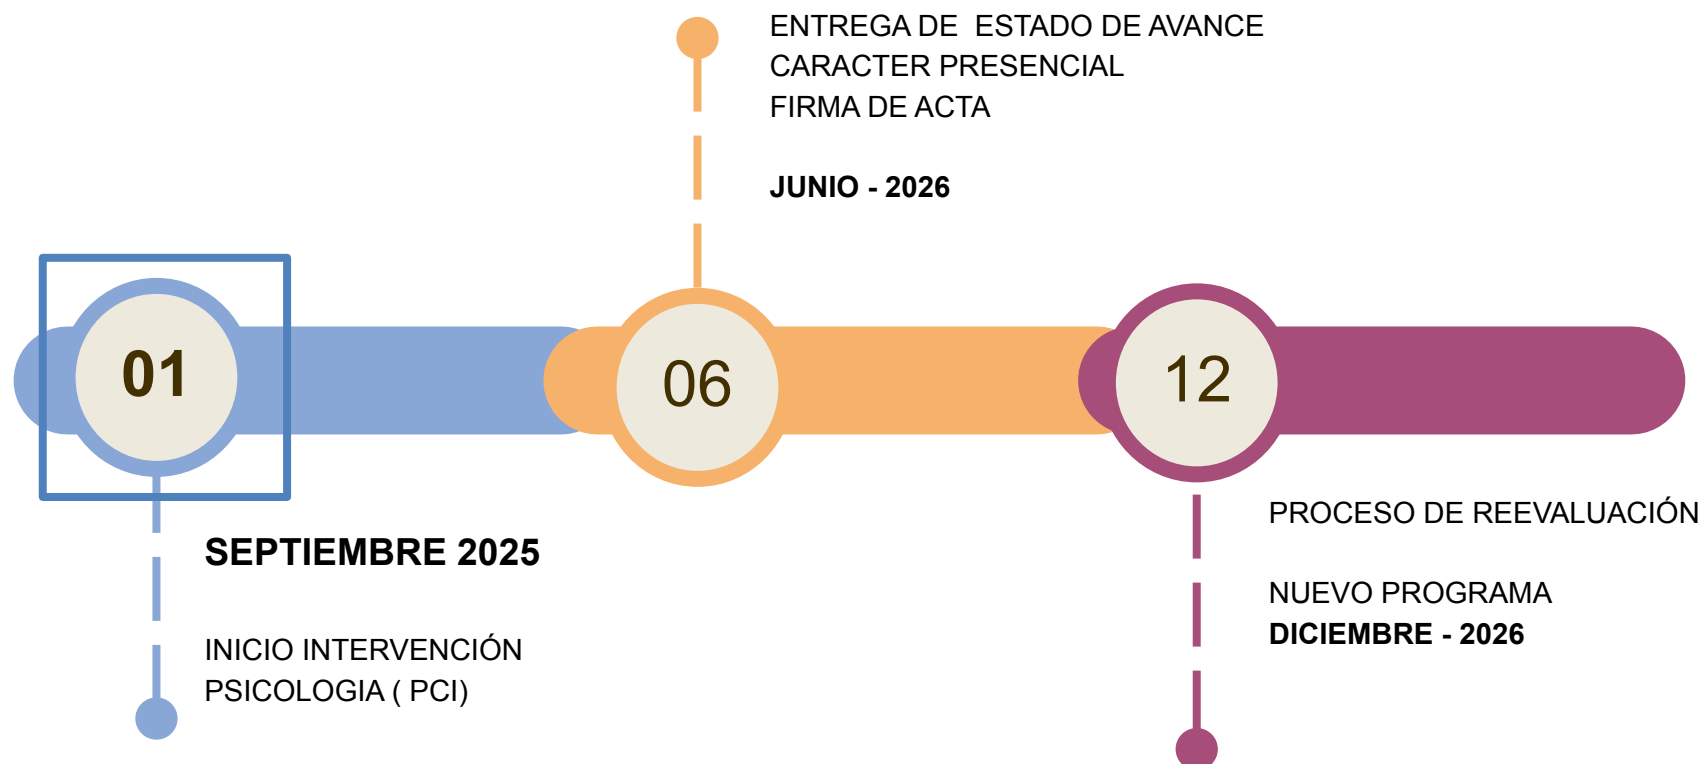 ENTREGA DE  ESTADO DE AVANCE
CARACTER PRESENCIAL
FIRMA DE ACTA
JUNIO - 2026
01
06
12
SEPTIEMBRE 2025
INICIO INTERVENCIÓN
PSICOLOGIA ( PCI)
PROCESO DE REEVALUACIÓN
NUEVO PROGRAMA
DICIEMBRE - 2026